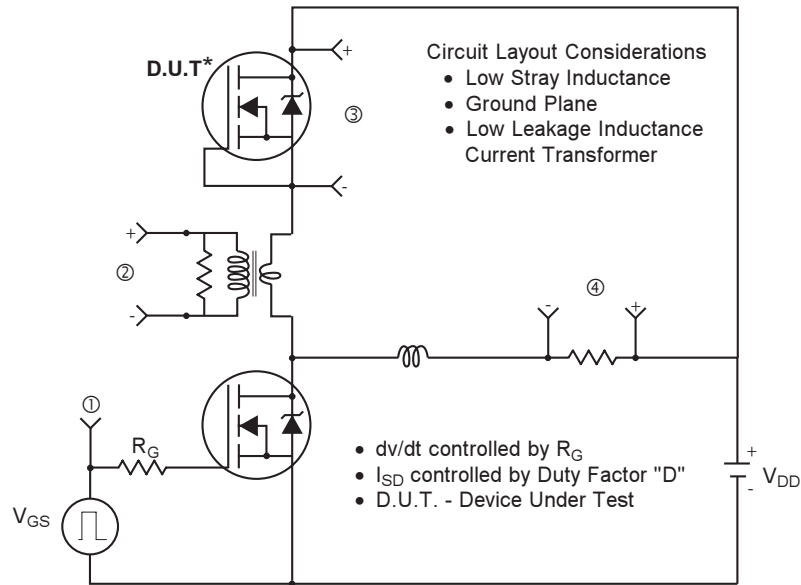 D.U.T*
+
③
-
Circuit Layout Considerations
• Low Stray Inductance
• Ground Plane
• Low Leakage Inductance
Current Transformer
+
②
-
④
-
+
①
R_G
V_GS
• dv/dt controlled by R_G
• I_SD controlled by Duty Factor "D"
• D.U.T. - Device Under Test
+
-
V_DD